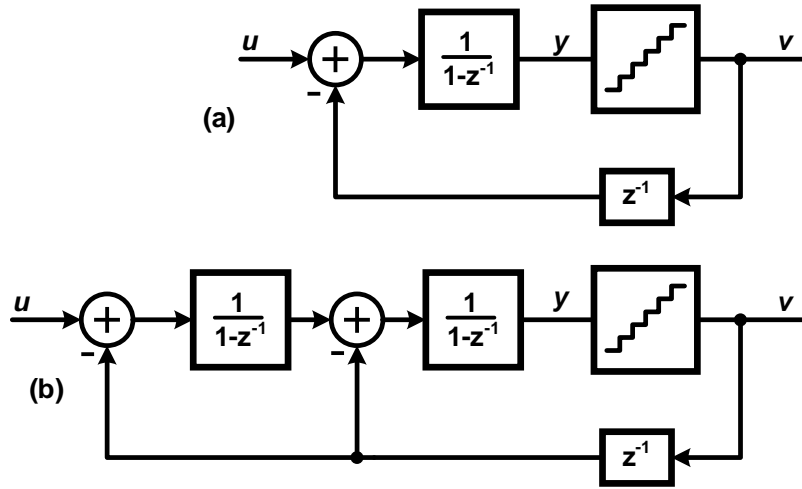 u + 1 y v
1-z⁻¹
-
(a)
z⁻¹
u + 1 + 1 y v
1-z⁻¹ 1-z⁻¹
- -
(b)
z⁻¹